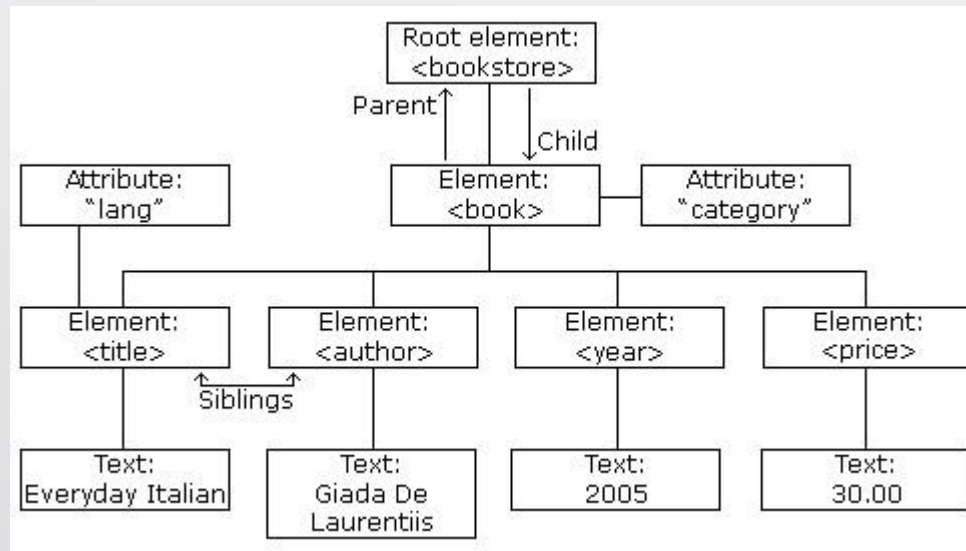 Root element:
<bookstore>
Parent
Child
Attribute:
"lang"
Element:
<book>
Attribute:
"category"
Element:
<title>
Element:
<author>
Element:
<year>
Element:
<price>
Siblings
Text:
Everyday Italian
Text:
Giada De
Laurentiis
Text:
2005
Text:
30.00